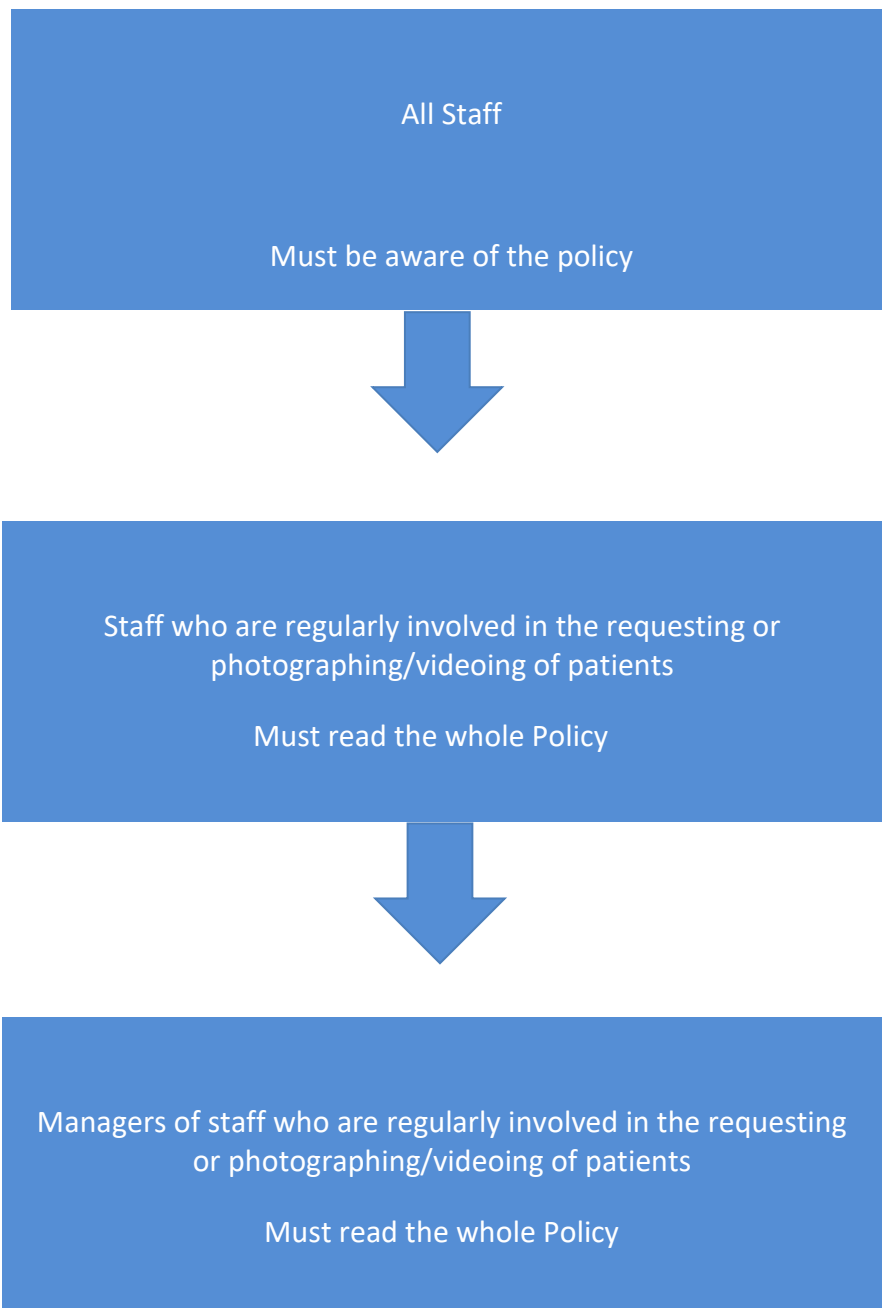 All Staff
Must be aware of the policy
Staff who are regularly involved in the requesting or
photographing/videoing of patients
Must read the whole Policy
Managers of staff who are regularly involved in the requesting
or photographing/videoing of patients
Must read the whole Policy